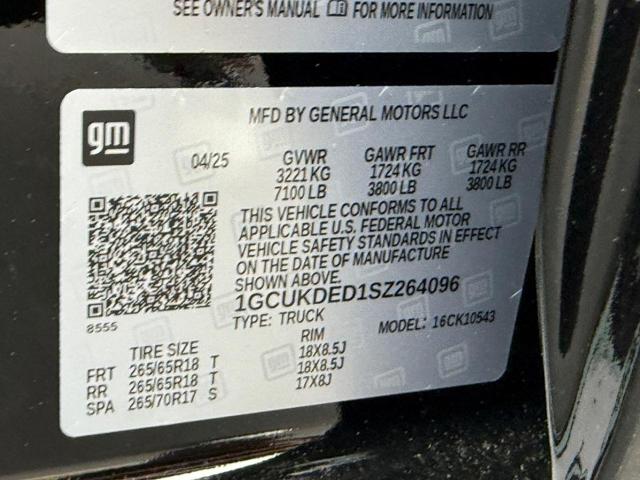 SEE OWNER'S MANUAL FOR MORE INFORMATION
gm
MFD BY GENERAL MOTORS LLC
04/25 GVWR GAWR FRT GAWR RR
3221 KG 1724 KG 1724 KG
7100 LB 3800 LB 3800 LB
THIS VEHICLE CONFORMS TO ALL
APPLICABLE U.S. FEDERAL MOTOR
VEHICLE SAFETY STANDARDS IN EFFECT
ON THE DATE OF MANUFACTURE
SHOWN ABOVE.
1GCUKDED1SZ264096
8555
TYPE: TRUCK MODEL: 16CK10543
TIRE SIZE RIM
FRT 265/65R18 T 18X8.5J
RR 265/65R18 T 18X8.5J
SPA 265/70R17 S 17X8J